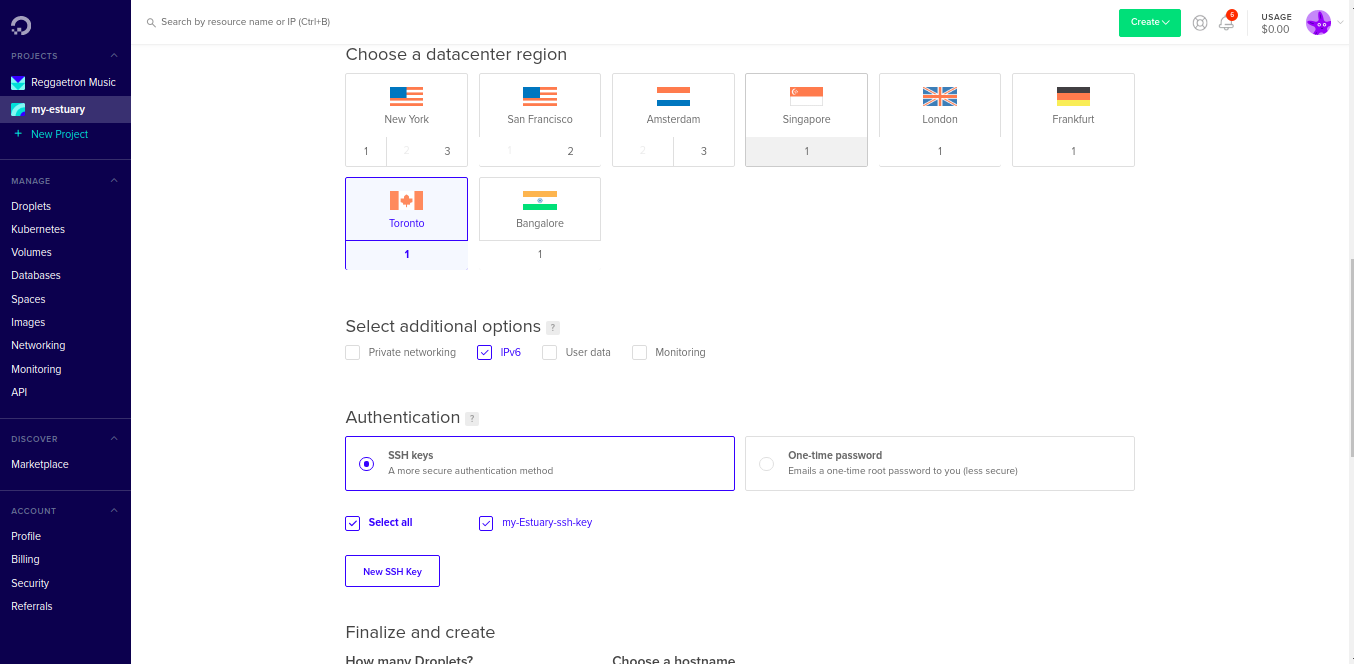 Search by resource name or IP (Ctrl+B)
Create
6
USAGE
$0.00
PROJECTS
Reggaetron Music
my-estuary
+ New Project
MANAGE
Droplets
Kubernetes
Volumes
Databases
Spaces
Images
Networking
Monitoring
API
DISCOVER
Marketplace
ACCOUNT
Profile
Billing
Security
Referrals
Choose a datacenter region
New York San Francisco Amsterdam Singapore London Frankfurt
1 2 3 1 2 2 3 1 1 1
Toronto Bangalore
1 1
Select additional options ?
Private networking IPv6 User data Monitoring
Authentication ?
SSH keys
A more secure authentication method
One-time password
Emails a one-time root password to you (less secure)
Select all my-Estuary-ssh-key
New SSH Key
Finalize and create
How many Droplets? Choose a hostname